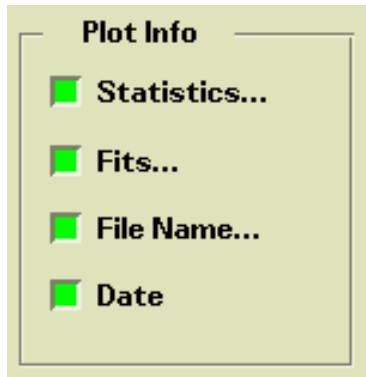 Plot Info
Statistics...
Fits...
File Name...
Date